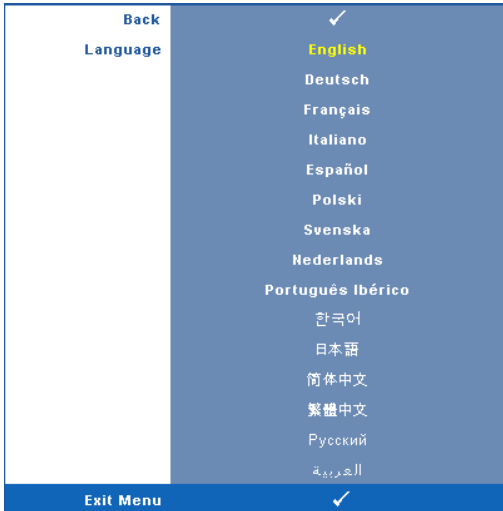 Back ✓
Language English
Deutsch
Français
Italiano
Español
Polski
Svenska
Nederlands
Português Ibérico
한국어
日本語
简体中文
繁體中文
Русский
العربية
Exit Menu ✓